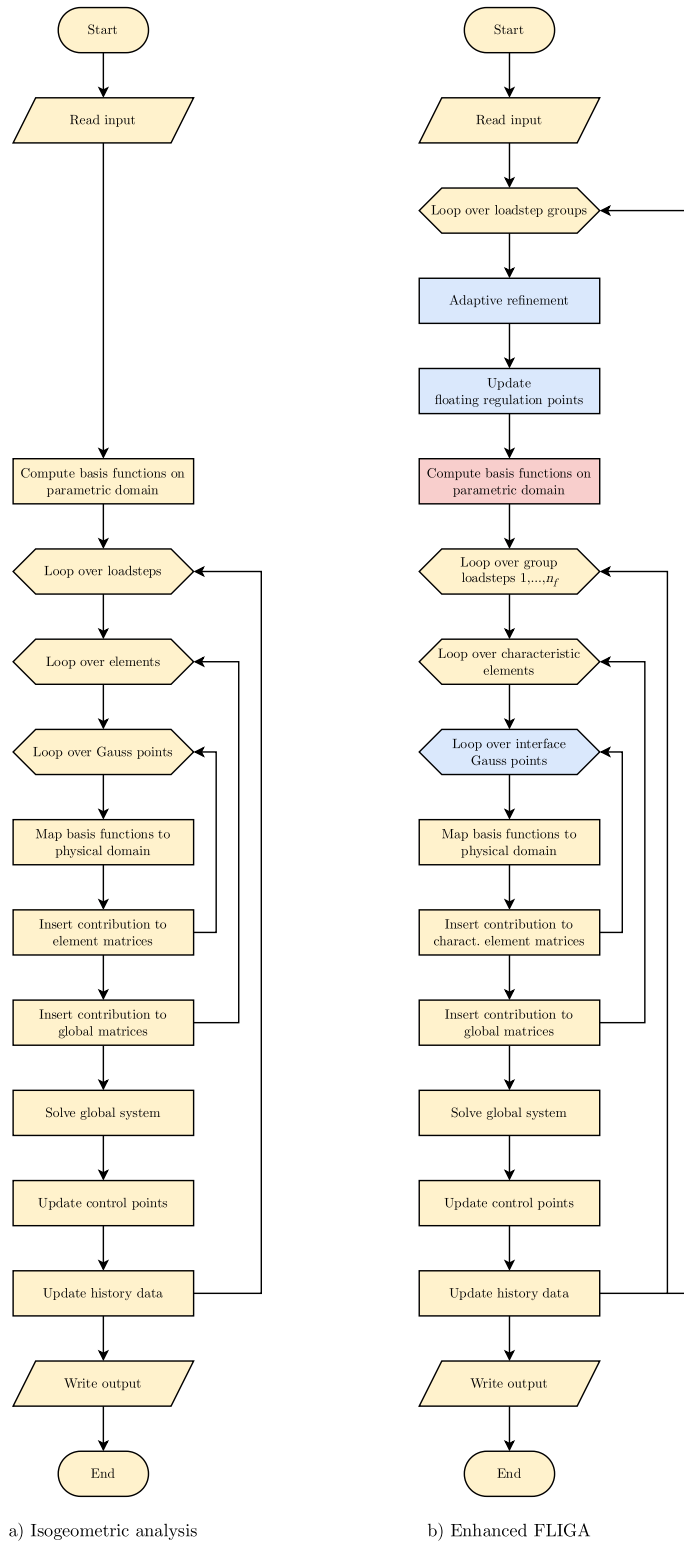 Start
Read input
Compute basis functions on
parametric domain
Loop over loadsteps
Loop over elements
Loop over Gauss points
Map basis functions to
physical domain
Insert contribution to
element matrices
Insert contribution to
global matrices
Solve global system
Update control points
Update history data
Write output
End
a) Isogeometric analysis
Start
Read input
Loop over loadstep groups
Adaptive refinement
Update
floating regulation points
Compute basis functions on
parametric domain
Loop over group
loadsteps 1,...,n_f
Loop over characteristic
elements
Loop over interface
Gauss points
Map basis functions to
physical domain
Insert contribution to
charact. element matrices
Insert contribution to
global matrices
Solve global system
Update control points
Update history data
Write output
End
b) Enhanced FLIGA